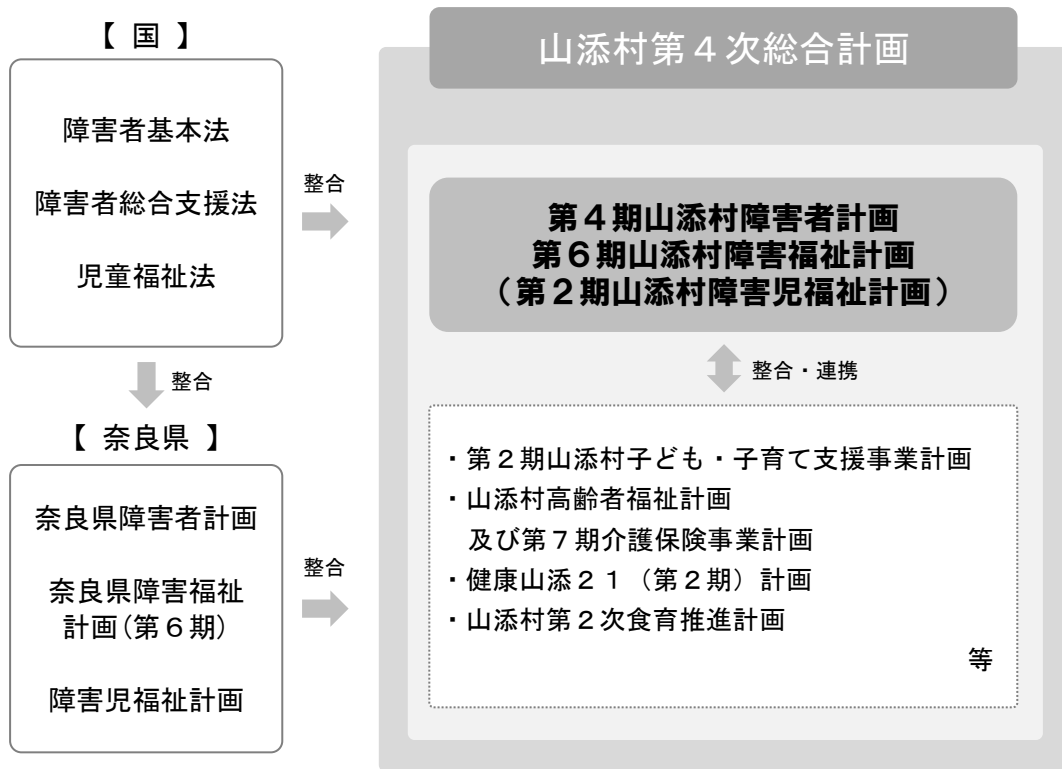 【 国 】
障害者基本法
障害者総合支援法
児童福祉法
整合
整合
【 奈良県 】
奈良県障害者計画
奈良県障害福祉
計画(第6期)
障害児福祉計画
整合
山添村第4次総合計画
第4期山添村障害者計画
第6期山添村障害福祉計画
(第2期山添村障害児福祉計画)
整合・連携
・第2期山添村子ども・子育て支援事業計画
・山添村高齢者福祉計画
及び第7期介護保険事業計画
・健康山添21(第2期)計画
・山添村第2次食育推進計画
等